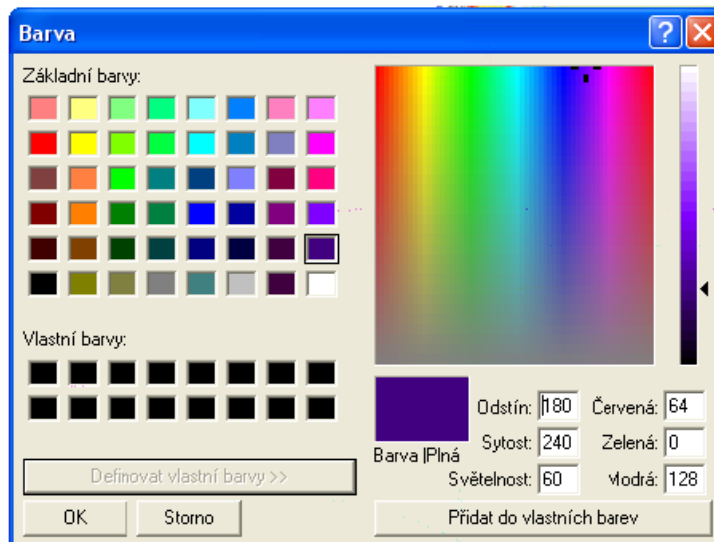 Barva
Základní barvy:
Vlastní barvy:
Definovat vlastní barvy >>
OK Storno
Barva |Plná
Odstín: 180 Červená: 64
Sytost: 240 Zelená: 0
Světelnost: 60 Modrá: 128
Přidat do vlastních barev